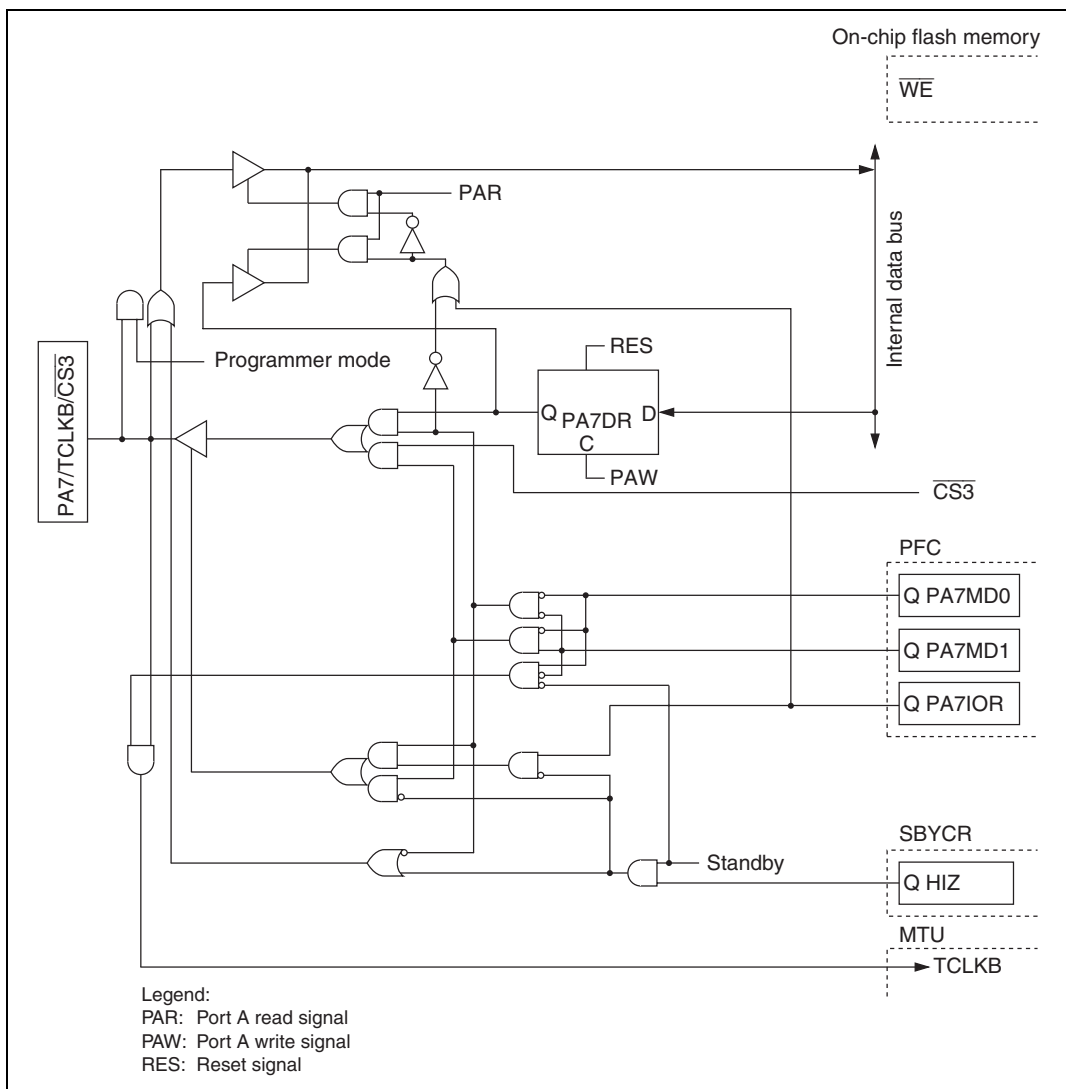 On-chip flash memory
WE
PAR
Internal data bus
Programmer mode
RES
PA7/TCLKB/CS3
Q PA7DR D
C
PAW
CS3
PFC
Q PA7MD0
Q PA7MD1
Q PA7IOR
SBYCR
Standby
Q HIZ
MTU
TCLKB
Legend:
PAR: Port A read signal
PAW: Port A write signal
RES: Reset signal